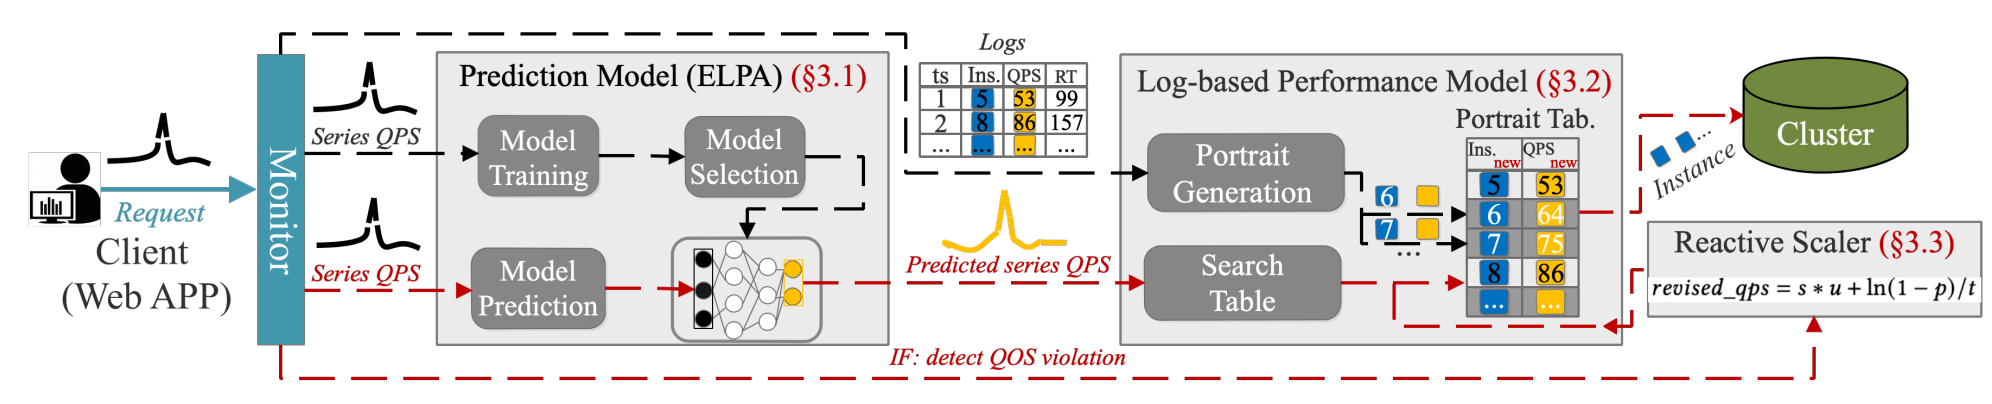 Request
Client
(Web APP)
Monitor
Series QPS
Series QPS
Prediction Model (ELPA) (§3.1)
Model
Training
Model
Selection
Model
Prediction
Logs
ts Ins. QPS RT
1 5 53 99
2 8 86 157
... ... ... ...
Predicted series QPS
IF: detect QOS violation
Log-based Performance Model (§3.2)
Portrait Tab.
Portrait
Generation
Search
Table
6
7
...
Ins. new QPS new
5 53
6 64
7 75
8 86
... ...
...
Instance
Cluster
Reactive Scaler (§3.3)
revised_qps = s * u + ln(1 − p)/t